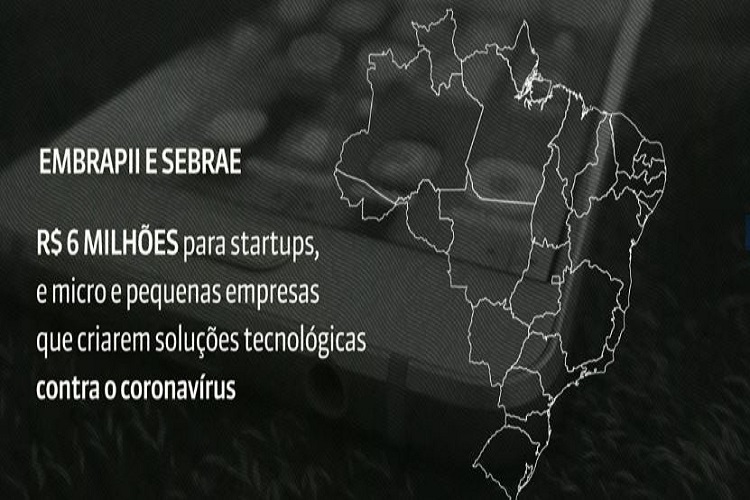 EMBRAPII E SEBRAE
R$ 6 MILHÕES para startups,
e micro e pequenas empresas
que criarem soluções tecnológicas
contra o coronavírus